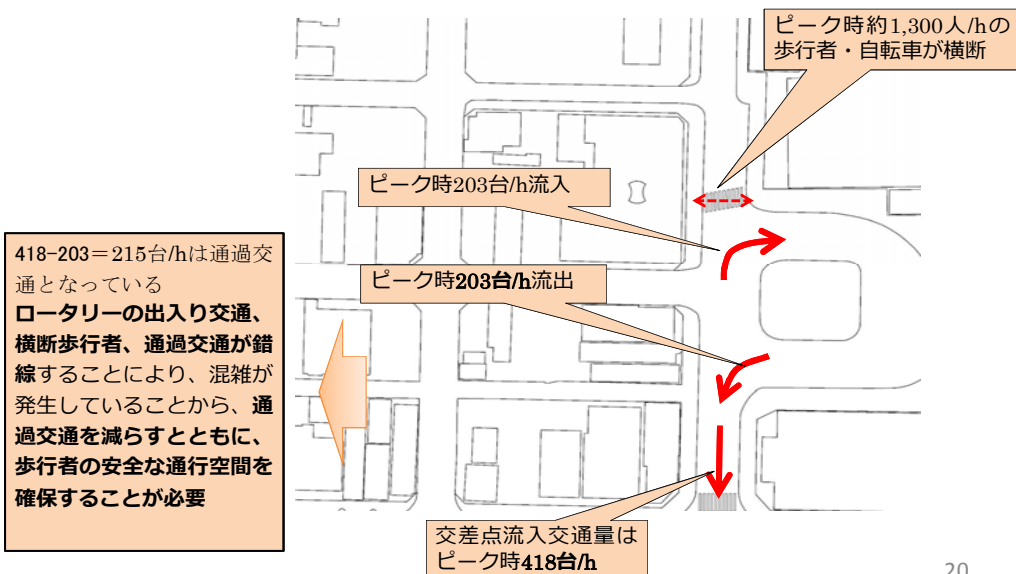 ピーク時約1,300人/hの
歩行者・自転車が横断
ピーク時203台/h流入
ピーク時203台/h流出
418-203＝215台/hは通過交
通となっている
ロータリーの出入り交通、
横断歩行者、通過交通が錯
綜することにより、混雑が
発生していることから、通
過交通を減らすとともに、
歩行者の安全な通行空間を
確保することが必要
交差点流入交通量は
ピーク時418台/h
20